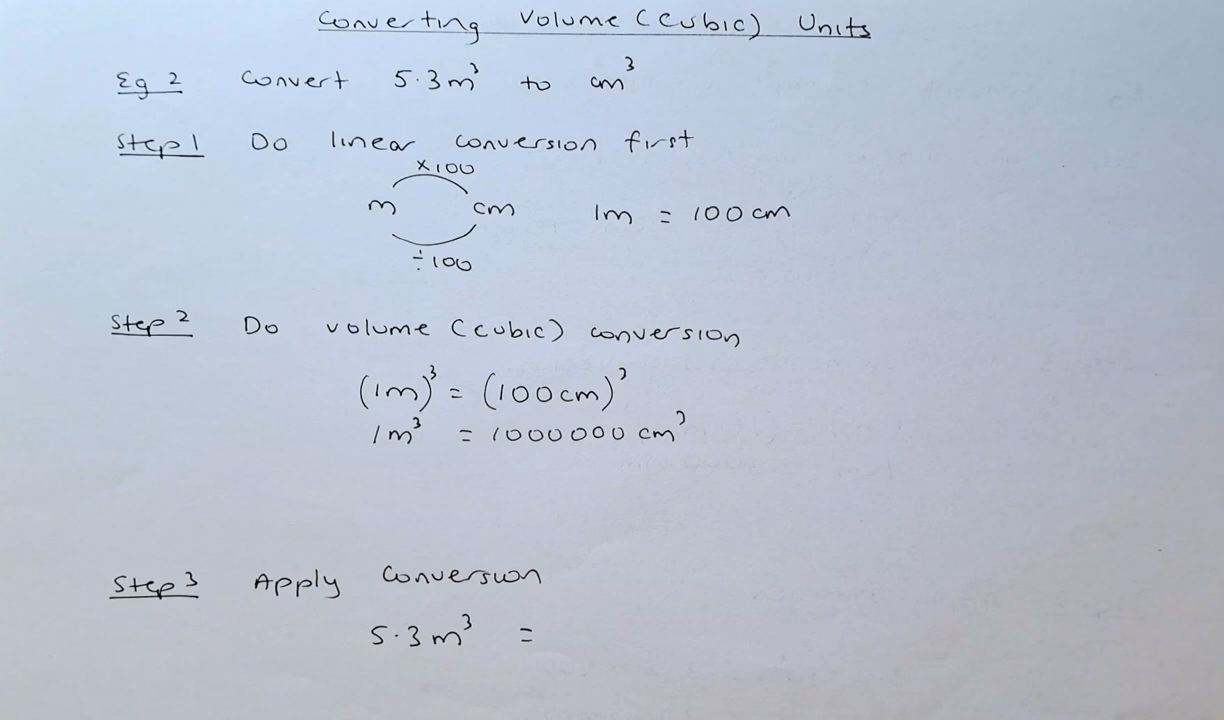 Converting Volume (Cubic) Units
Eg 2 Convert 5.3m³ to cm³
Step 1 Do linear conversion first
×100
m cm 1m = 100cm
÷100
Step 2 Do volume (cubic) conversion
(1m)³ = (100cm)³
1m³ = 1000000 cm³
Step 3 Apply Conversion
5.3m³ =